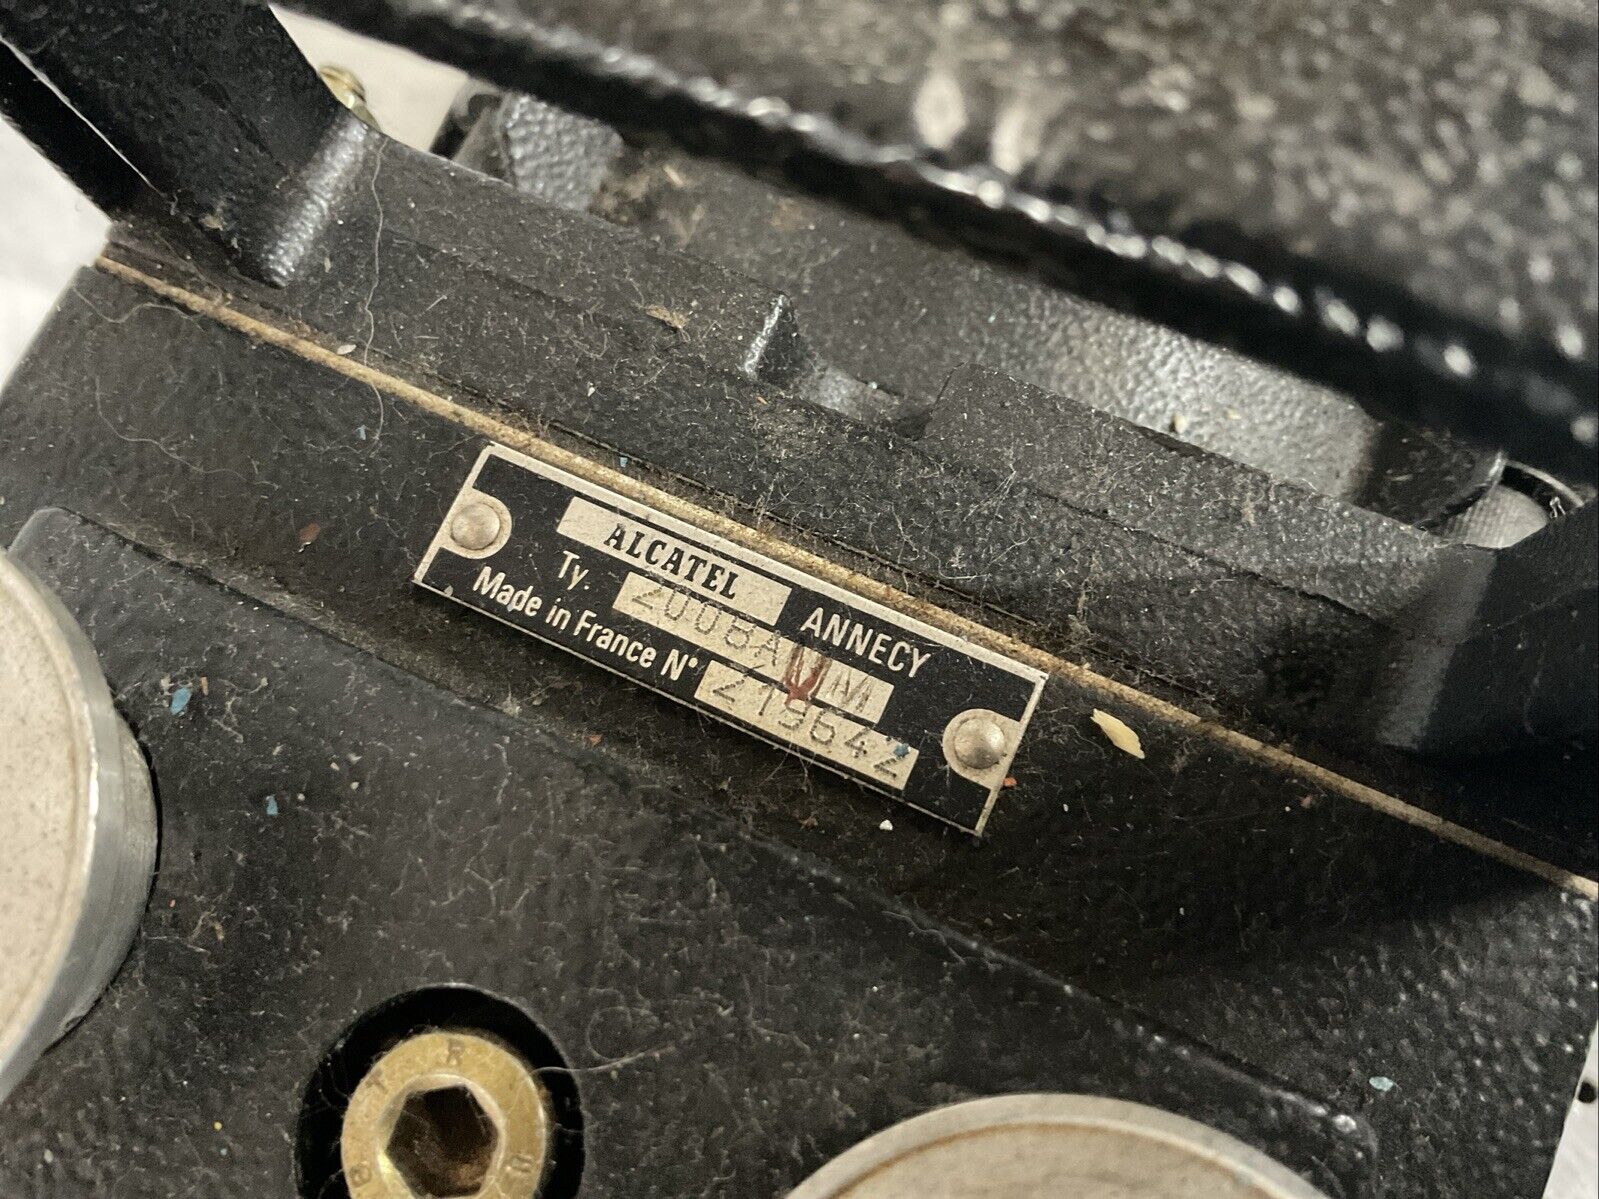 ALCATEL ANNECY
Ty. 2008A M
Made in France N° 219642